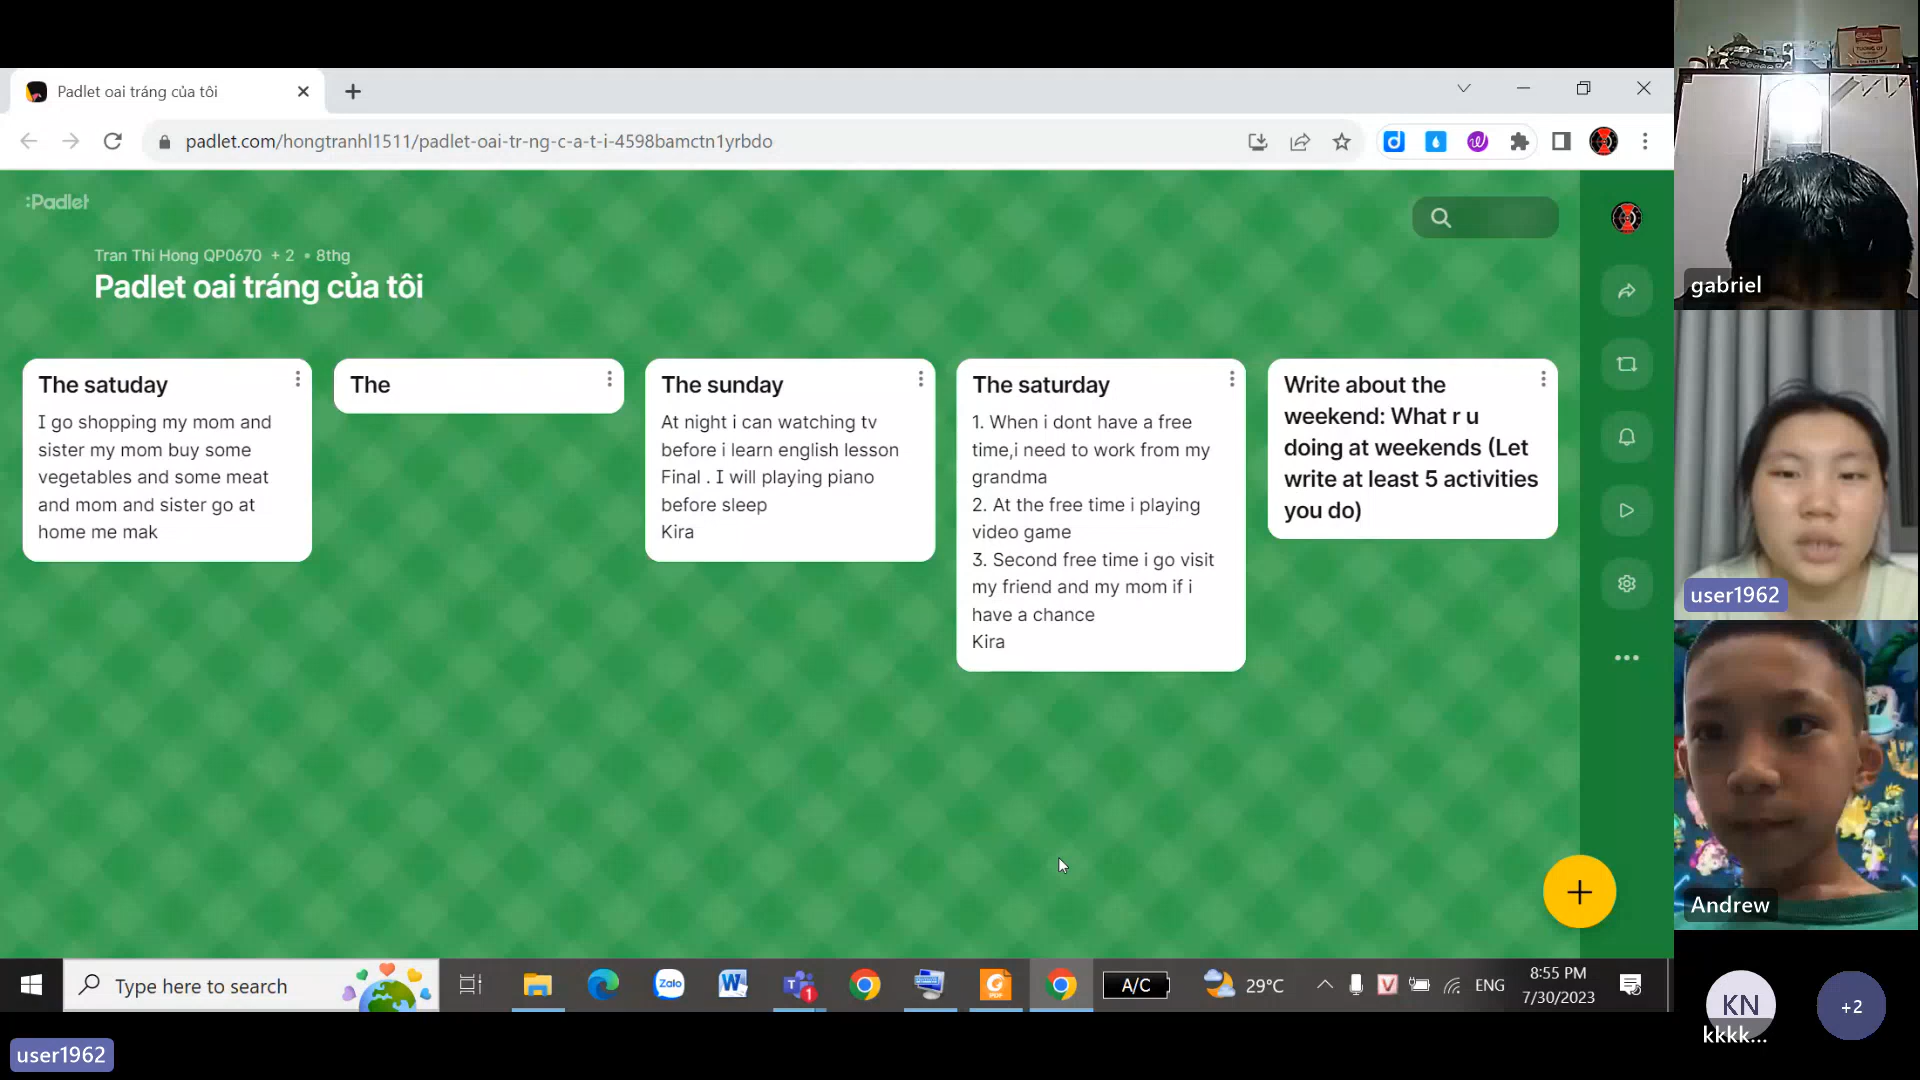 Padlet oai tráng của tôi
padlet.com/hongtranhl1511/padlet-oai-tr-ng-c-a-t-i-4598bamctn1yrbdo
:Padlet
Tran Thi Hong QP0670 + 2 • 8thg
Padlet oai tráng của tôi
The satuday
I go shopping my mom and
sister my mom buy some
vegetables and some meat
and mom and sister go at
home me mak
The
The sunday
At night i can watching tv
before i learn english lesson
Final . I will playing piano
before sleep
Kira
The saturday
1. When i dont have a free
time,i need to work from my
grandma
2. At the free time i playing
video game
3. Second free time i go visit
my friend and my mom if i
have a chance
Kira
Write about the
weekend: What r u
doing at weekends (Let
write at least 5 activities
you do)
gabriel
user1962
Andrew
KN
kkkk...
+2
Type here to search
Zalo
1
A/C
29°C
ENG
8:55 PM
7/30/2023
user1962